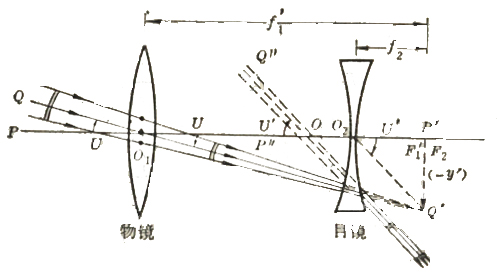 f₁′
f₂
Q
Q″
P
U
U
U′
P″
O
O₂
U″
P′
O₁
F₁′
F₂
(−y′)
Q′
物镜
目镜